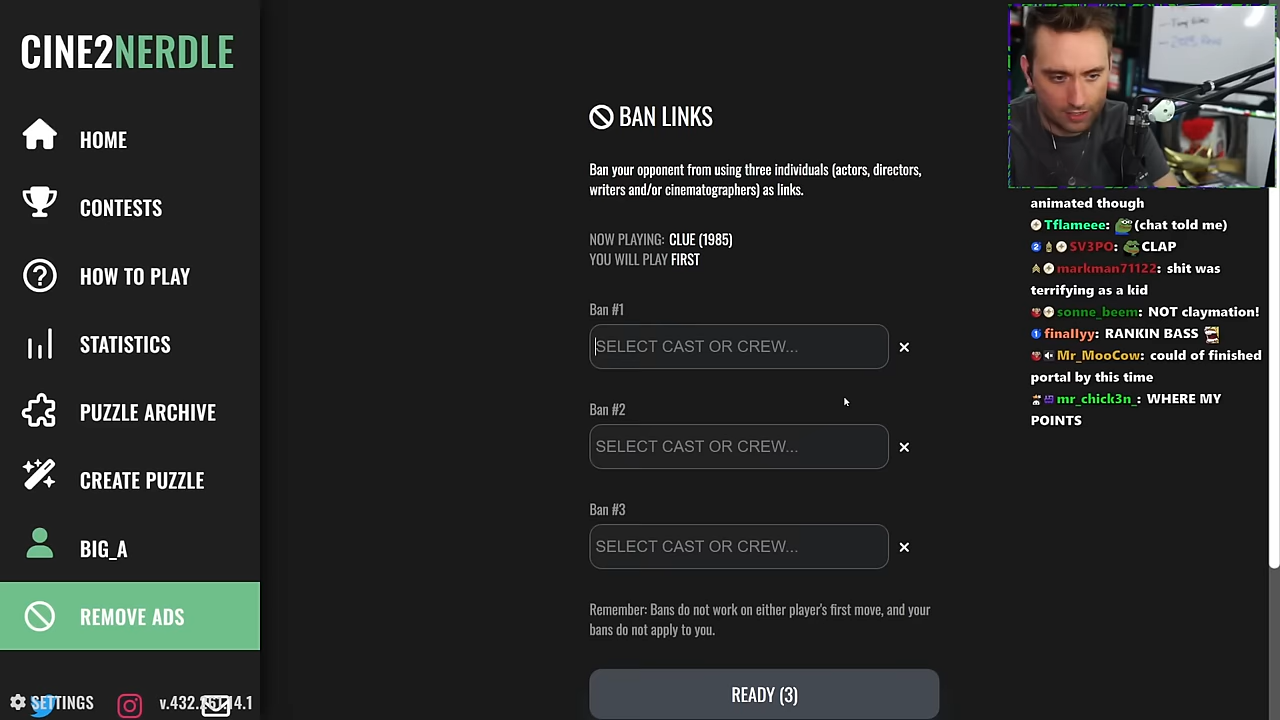 CINE2NERDLE
HOME
CONTESTS
HOW TO PLAY
STATISTICS
PUZZLE ARCHIVE
CREATE PUZZLE
BIG_A
REMOVE ADS
SETTINGS
BAN LINKS
Ban your opponent from using three individuals (actors, directors,
writers and/or cinematographers) as links.
NOW PLAYING: CLUE (1985)
YOU WILL PLAY FIRST
Ban #1
SELECT CAST OR CREW...
Ban #2
SELECT CAST OR CREW...
Ban #3
SELECT CAST OR CREW...
Remember: Bans do not work on either player's first move, and your
bans do not apply to you.
READY (3)
animated though
Tflameee: (chat told me)
SV3PO: CLAP
markman71122: shit was
terrifying as a kid
sonne_beem: NOT claymation!
finallyy: RANKIN BASS
Mr_MooCow: could of finished
portal by this time
mr_chick3n_: WHERE MY
POINTS